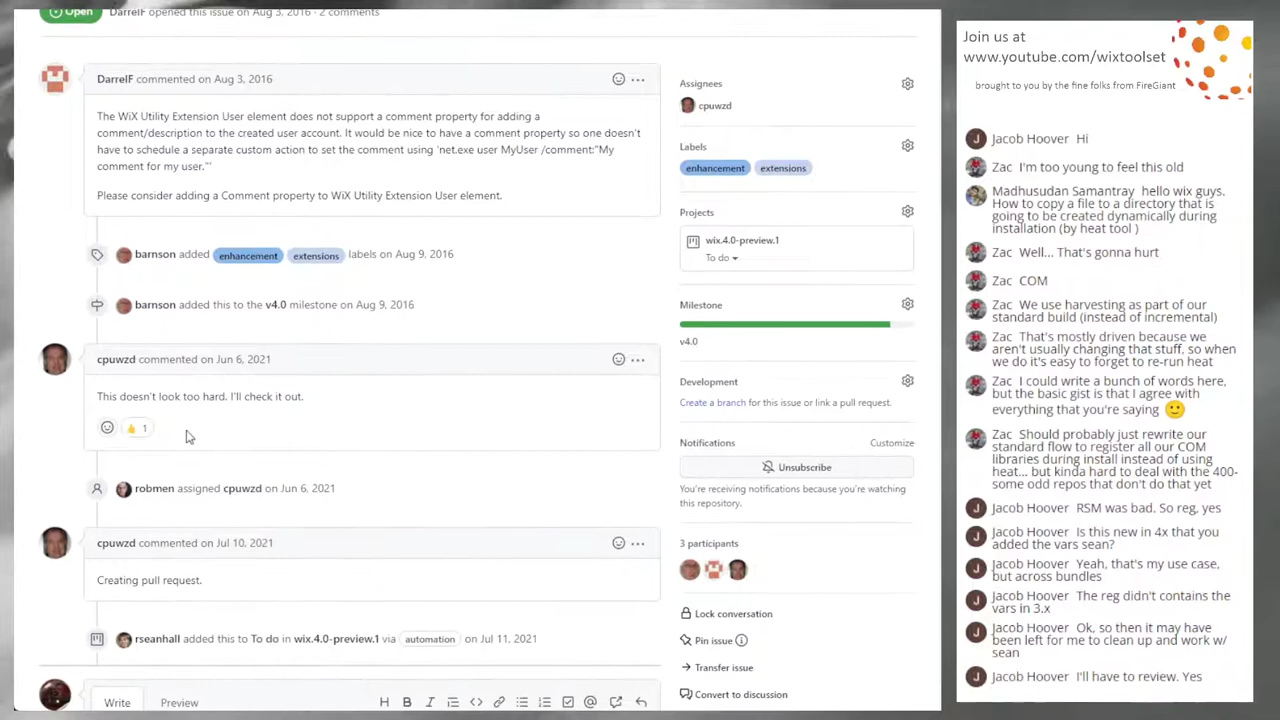 Open DarrelF opened this issue on Aug 3, 2016 · 2 comments
DarrelF commented on Aug 3, 2016
The WiX Utility Extension User element does not support a comment property for adding a
comment/description to the created user account. It would be nice to have a comment property so one doesn't
have to schedule a separate custom action to set the comment using 'net.exe user MyUser /comment:"My
comment for my user."'
Please consider adding a Comment property to WiX Utility Extension User element.
barnson added enhancement extensions labels on Aug 9, 2016
barnson added this to the v4.0 milestone on Aug 9, 2016
cpuwzd commented on Jun 6, 2021
This doesn't look too hard. I'll check it out.
👍 1
robmen assigned cpuwzd on Jun 6, 2021
cpuwzd commented on Jul 10, 2021
Creating pull request.
rseanhall added this to To do in wix.4.0-preview.1 via automation on Jul 11, 2021
Write Preview
H B I
Assignees
cpuwzd
Labels
enhancement extensions
Projects
wix.4.0-preview.1
To do
Milestone
v4.0
Development
Create a branch for this issue or link a pull request.
Notifications Customize
Unsubscribe
You're receiving notifications because you're watching
this repository.
3 participants
Lock conversation
Pin issue
Transfer issue
Convert to discussion
Join us at
www.youtube.com/wixtoolset
brought to you by the fine folks from FireGiant
J Jacob Hoover Hi
Zac I'm too young to feel this old
Madhusudan Samantray hello wix guys.
How to copy a file to a directory that is
going to be created dynamically during
installation (by heat tool )
Zac Well... That's gonna hurt
Zac COM
Zac We use harvesting as part of our
standard build (instead of incremental)
Zac That's mostly driven because we
aren't usually changing that stuff, so when
we do it's easy to forget to re-run heat
Zac I could write a bunch of words here,
but the basic gist is that I agree with
everything that you're saying 🙂
Zac Should probably just rewrite our
standard flow to register all our COM
libraries during install instead of using
heat... but kinda hard to deal with the 400-
some odd repos that don't do that yet
J Jacob Hoover RSM was bad. So reg, yes
J Jacob Hoover Is this new in 4x that you
added the vars sean?
J Jacob Hoover Yeah, that's my use case,
but across bundles
J Jacob Hoover The reg didn't contains the
vars in 3.x
J Jacob Hoover Ok, so then it may have
been left for me to clean up and work w/
sean
J Jacob Hoover I'll have to review. Yes